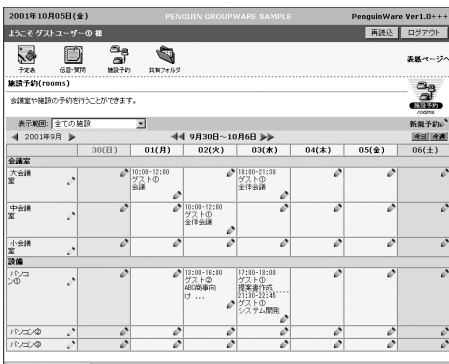 2001年10月05日(金)
PENGUIN GROUPWARE SAMPLE
PenguinWare Ver1.0+++
ようこそ ゲストユーザー① 様
再読込
ログアウト
予定表
伝言・質問
施設予約
共有フォルダ
表紙ページへ
施設予約(rooms)
会議室や施設の予約を行うことができます。
施設予約
rooms
表示範囲: 全ての施設
新規予約
2001年9月
9月30日~10月6日
今日 今週
30(日) 01(月) 02(火) 03(水) 04(木) 05(金) 06(土)
会議室
大会議室
10:00-12:00
ゲスト①
会議
18:00-21:30
ゲスト①
全体会議
中会議室
10:00-12:00
ゲスト①
全体会議
小会議室
設備
パソコン①
13:00-16:00
ゲスト②
ABC商事向け ...
17:00-18:00
ゲスト①
提案書作成
21:30-22:45
ゲスト①
システム開発
パソコン②
パソコン③